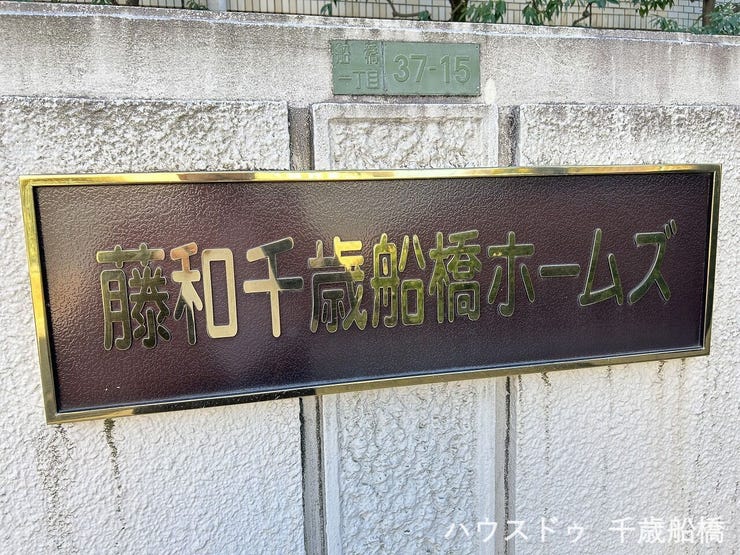 船橋
一丁目
37-15
藤和千歳船橋ホームズ
ハウスドゥ 千歳船橋